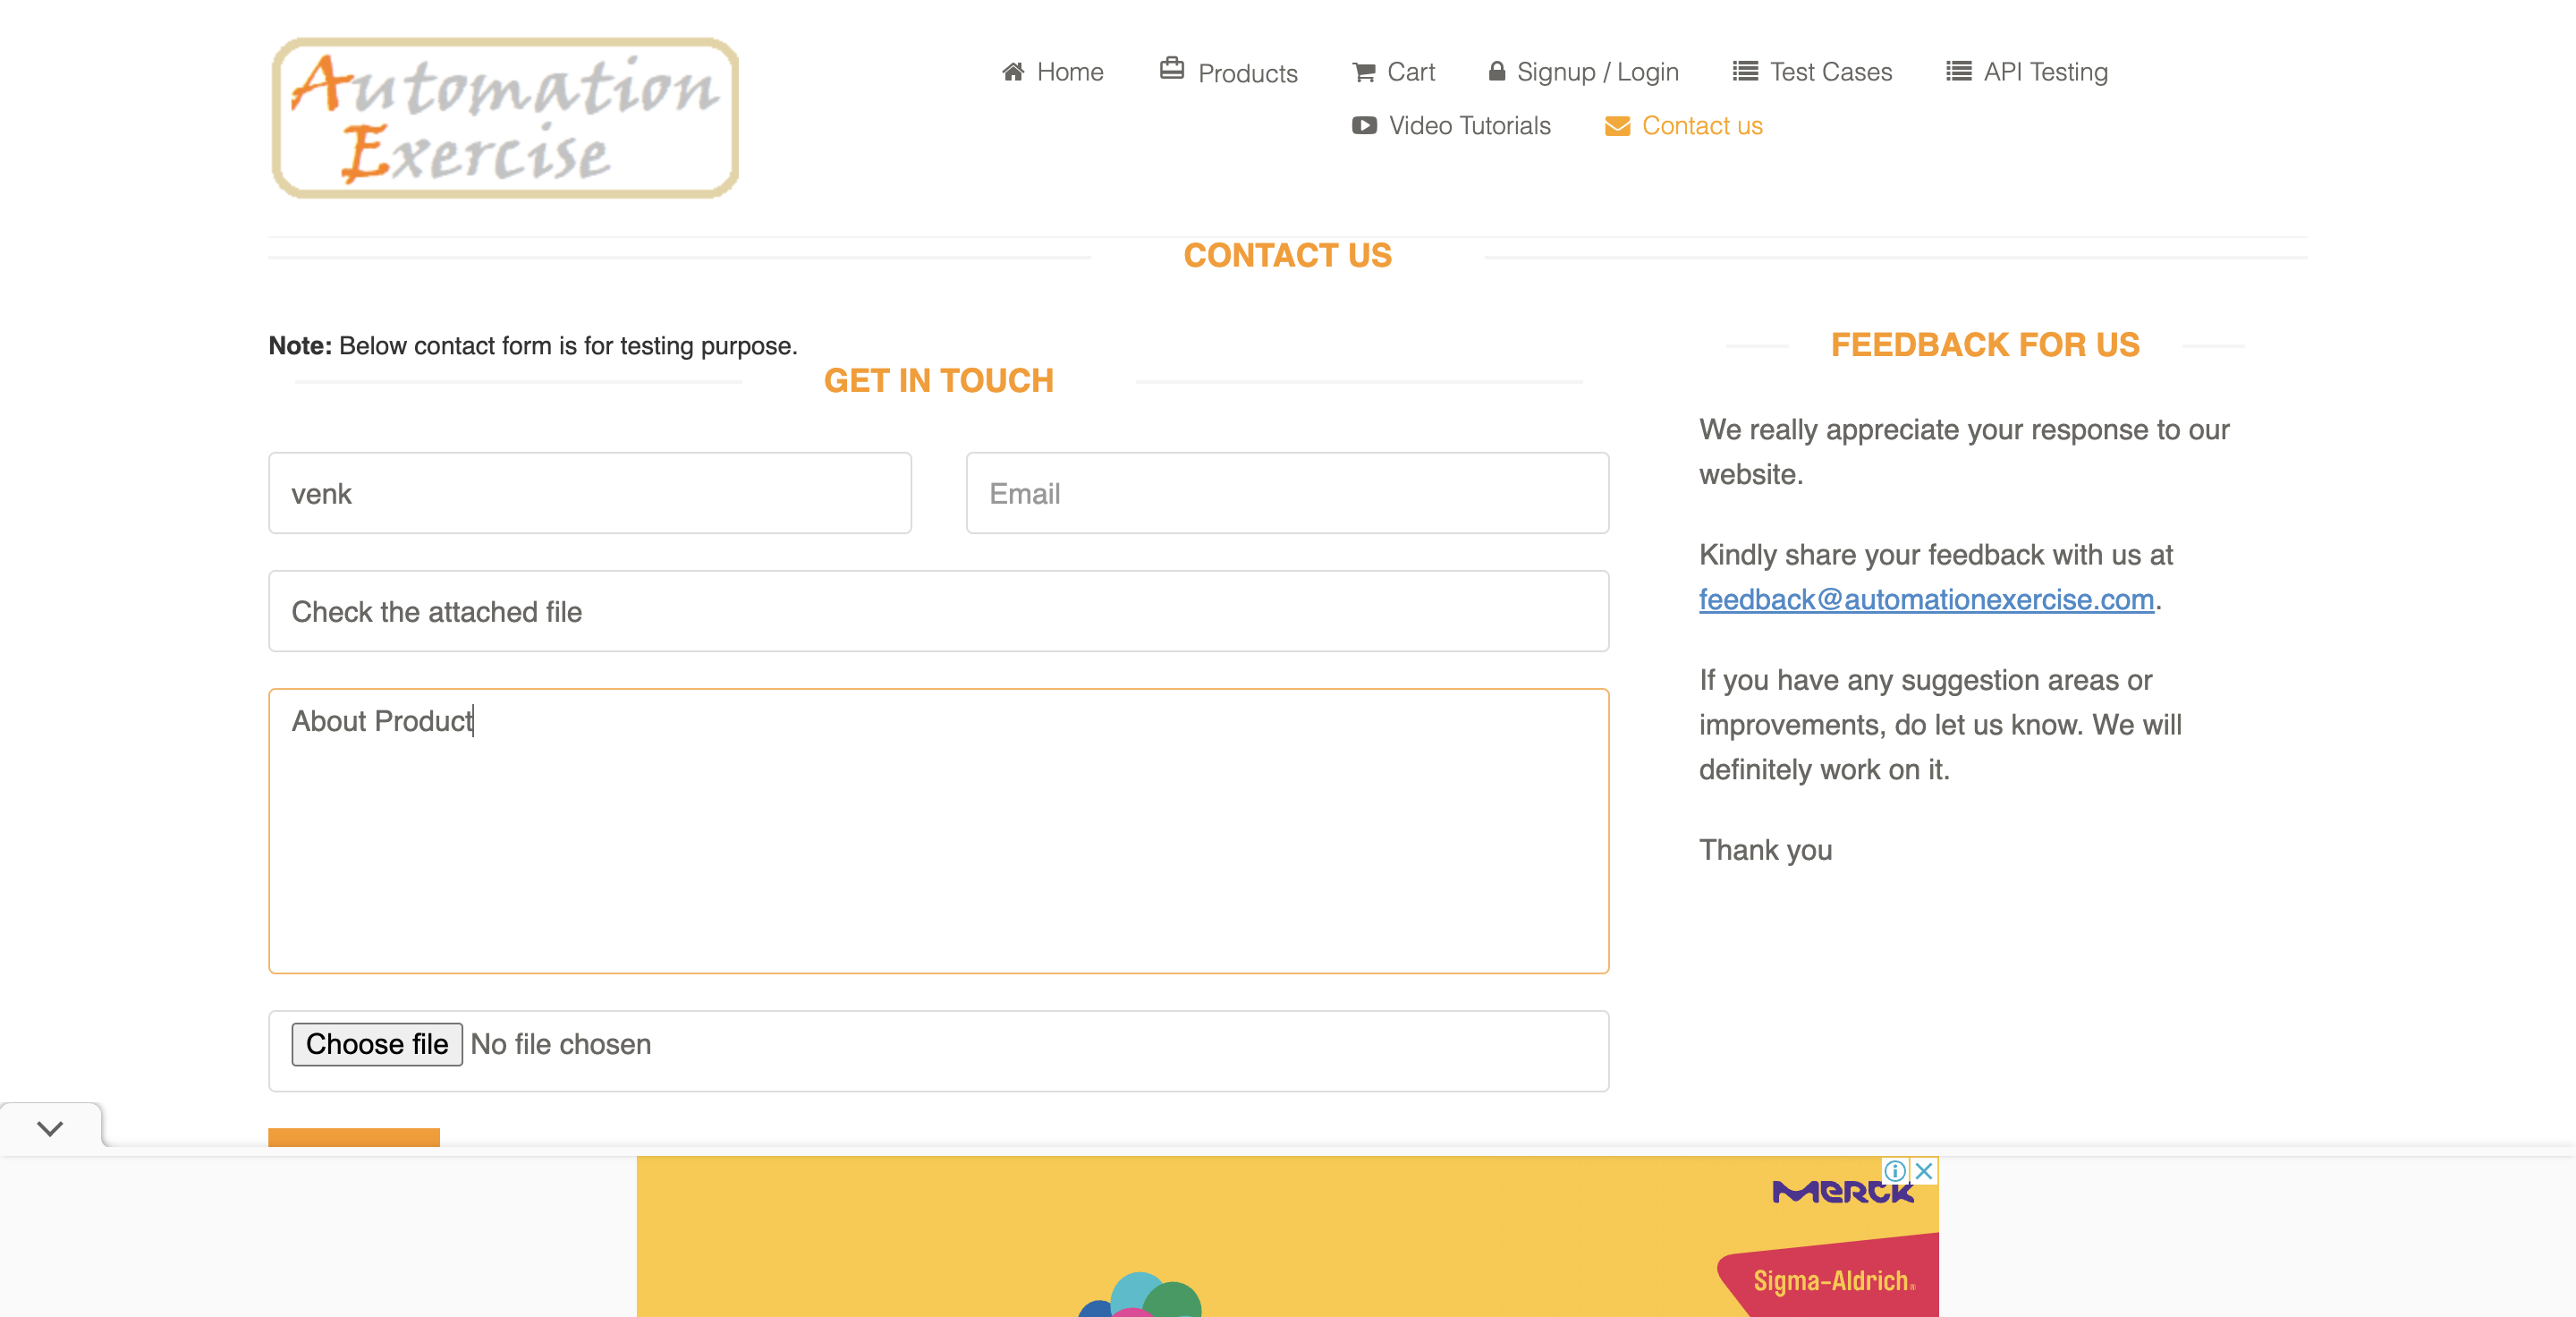 Automation
Exercise
Home
Products
Cart
Signup / Login
Test Cases
API Testing
Video Tutorials
Contact us
CONTACT US
Note: Below contact form is for testing purpose.
GET IN TOUCH
venk
Email
Check the attached file
About Product
Choose file No file chosen
FEEDBACK FOR US
We really appreciate your response to our
website.
Kindly share your feedback with us at
feedback@automationexercise.com.
If you have any suggestion areas or
improvements, do let us know. We will
definitely work on it.
Thank you
Merck
Sigma-Aldrich®